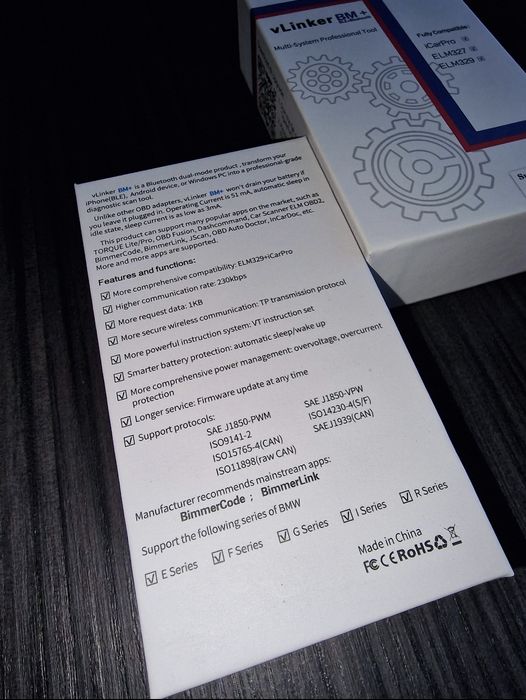 vLinker BM+
Multi-System Professional Tool
Fully Compatible:
iCarPro ☑
ELM327 ☑
ELM329 ☑
vLinker BM+ is a Bluetooth dual-mode product , transform your
iPhone(BLE), Android device, or Windows PC into a professional-grade
diagnostic scan tool.
Unlike other OBD adapters, vLinker BM+ won't drain your battery if
you leave it plugged in. Operating Current is 51 mA, automatic sleep in
idle state, sleep current is as low as 3mA.
This product can support many popular apps on the market, such as
TORQUE Lite/Pro, OBD Fusion, Dashcommand, Car Scanner ELM OBD2,
BimmerCode, BimmerLink, JScan, OBD Auto Doctor, InCarDoc, etc.
More and more apps are supported.
Features and functions:
☑ More comprehensive compatibility: ELM329+iCarPro
☑ Higher communication rate: 230kbps
☑ More request data: 1KB
☑ More secure wireless communication: TP transmission protocol
☑ More powerful instruction system: VT instruction set
☑ Smarter battery protection: automatic sleep/wake up
☑ More comprehensive power management: overvoltage, overcurrent
protection
☑ Longer service: Firmware update at any time
☑ Support protocols:
SAE J1850-PWM SAE J1850-VPW
ISO9141-2 ISO14230-4(S/F)
ISO15765-4(CAN) SAEJ1939(CAN)
ISO11898(raw CAN)
Manufacturer recommends mainstream apps:
BimmerCode ; BimmerLink
Support the following series of BMW
☑ E Series ☑ F Series ☑ G Series ☑ I Series ☑ R Series
Made in China
FC CE RoHS